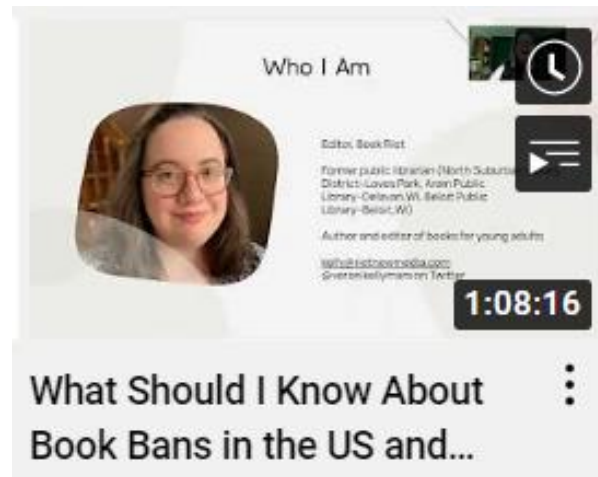 Who I Am
Editor, Book Riot
Former public librarian (North Suburban
District-Loves Park, Aram Public
Library-Delavan WI, Beloit Public
Library-Beloit, WI)
Author and editor of books for young adults
@veronikellymars on Twitter
1:08:16
What Should I Know About
Book Bans in the US and...